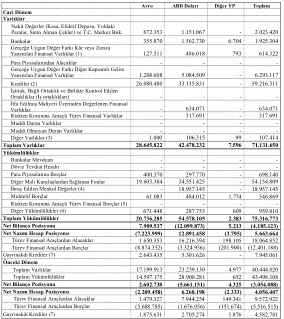 Avro ABD Doları Diğer YP Toplam
Cari Dönem
Varlıklar
Nakit Değerler (Kasa, Efektif Deposu, Yoldaki
Paralar, Satın Alınan Çekler) ve T.C. Merkez Bnk. 872.353 1.151.067 - 2.023.420
Bankalar 355.870 1.562.730 6.704 1.925.304
Gerçeğe Uygun Değer Farkı Kâr veya Zarara
Yansıtılan Finansal Varlıklar (1) 127.511 486.018 793 614.322
Para Piyasalarından Alacaklar - - - -
Gerçeğe Uygun Değer Farkı Diğer Kapsamlı Gelire
Yansıtılan Finansal Varlıklar 1.208.608 5.084.509 - 6.293.117
Krediler (2) 26.080.480 33.135.831 - 59.216.311
İştirak, Bağlı Ortaklık ve Birlikte Kontrol Edilen
Ortaklıklar (İş ortaklıkları) - - - -
İtfa Edilmiş Maliyeti Üzerinden Değerlenen Finansal
Varlıklar - 634.071 - 634.071
Riskten Korunma Amaçlı Türev Finansal Varlıklar - 317.691 - 317.691
Maddi Duran Varlıklar - - - -
Maddi Olmayan Duran Varlıklar - - - -
Diğer Varlıklar (3) 1.000 106.315 99 107.414
Toplam Varlıklar 28.645.822 42.478.232 7.596 71.131.650
Yükümlülükler
Bankalar Mevduatı - - - -
Döviz Tevdiat Hesabı - - - -
Para Piyasalarına Borçlar 400.370 297.770 - 698.140
Diğer Mali Kuruluşlardan Sağlanan Fonlar 19.603.384 34.551.425 - 54.154.809
İhraç Edilen Menkul Değerler (4) - 18.957.145 - 18.957.145
Muhtelif Borçlar 61.083 484.012 1.774 546.869
Riskten Korunma Amaçlı Türev Finansal Borçlar (5) - - - -
Diğer Yükümlülükler (6) 671.448 287.753 609 959.810
Toplam Yükümlülükler 20.736.285 54.578.105 2.383 75.316.773
Net Bilanço Pozisyonu 7.909.537 (12.099.873) 5.213 (4.185.123)
Net Nazım Hesap Pozisyonu (7.223.999) 12.891.458 (3.795) 5.663.664
Türev Finansal Araçlardan Alacaklar 1.650.353 16.216.394 198.105 18.064.852
Türev Finansal Araçlardan Borçlar (8.874.352) (3.324.936) (201.900) (12.401.188)
Gayrinakdi Krediler (7) 2.643.435 5.301.626 - 7.945.061
Önceki Dönem
Toplam Varlıklar 17.199.913 23.239.130 4.977 40.444.020
Toplam Yükümlülükler 14.597.175 28.900.281 652 43.498.108
Net Bilanço Pozisyonu 2.602.738 (5.661.151) 4.325 (3.054.088)
Net Nazım Hesap Pozisyonu (2.209.458) 6.268.198 (2.333) 4.056.407
Türev Finansal Araçlardan Alacaklar 1.479.327 7.944.254 149.341 9.572.922
Türev Finansal Araçlardan Borçlar (3.688.785) (1.676.056) (151.674) (5.516.515)
Gayrinakdi Krediler (7) 1.875.631 2.705.274 1.876 4.582.781